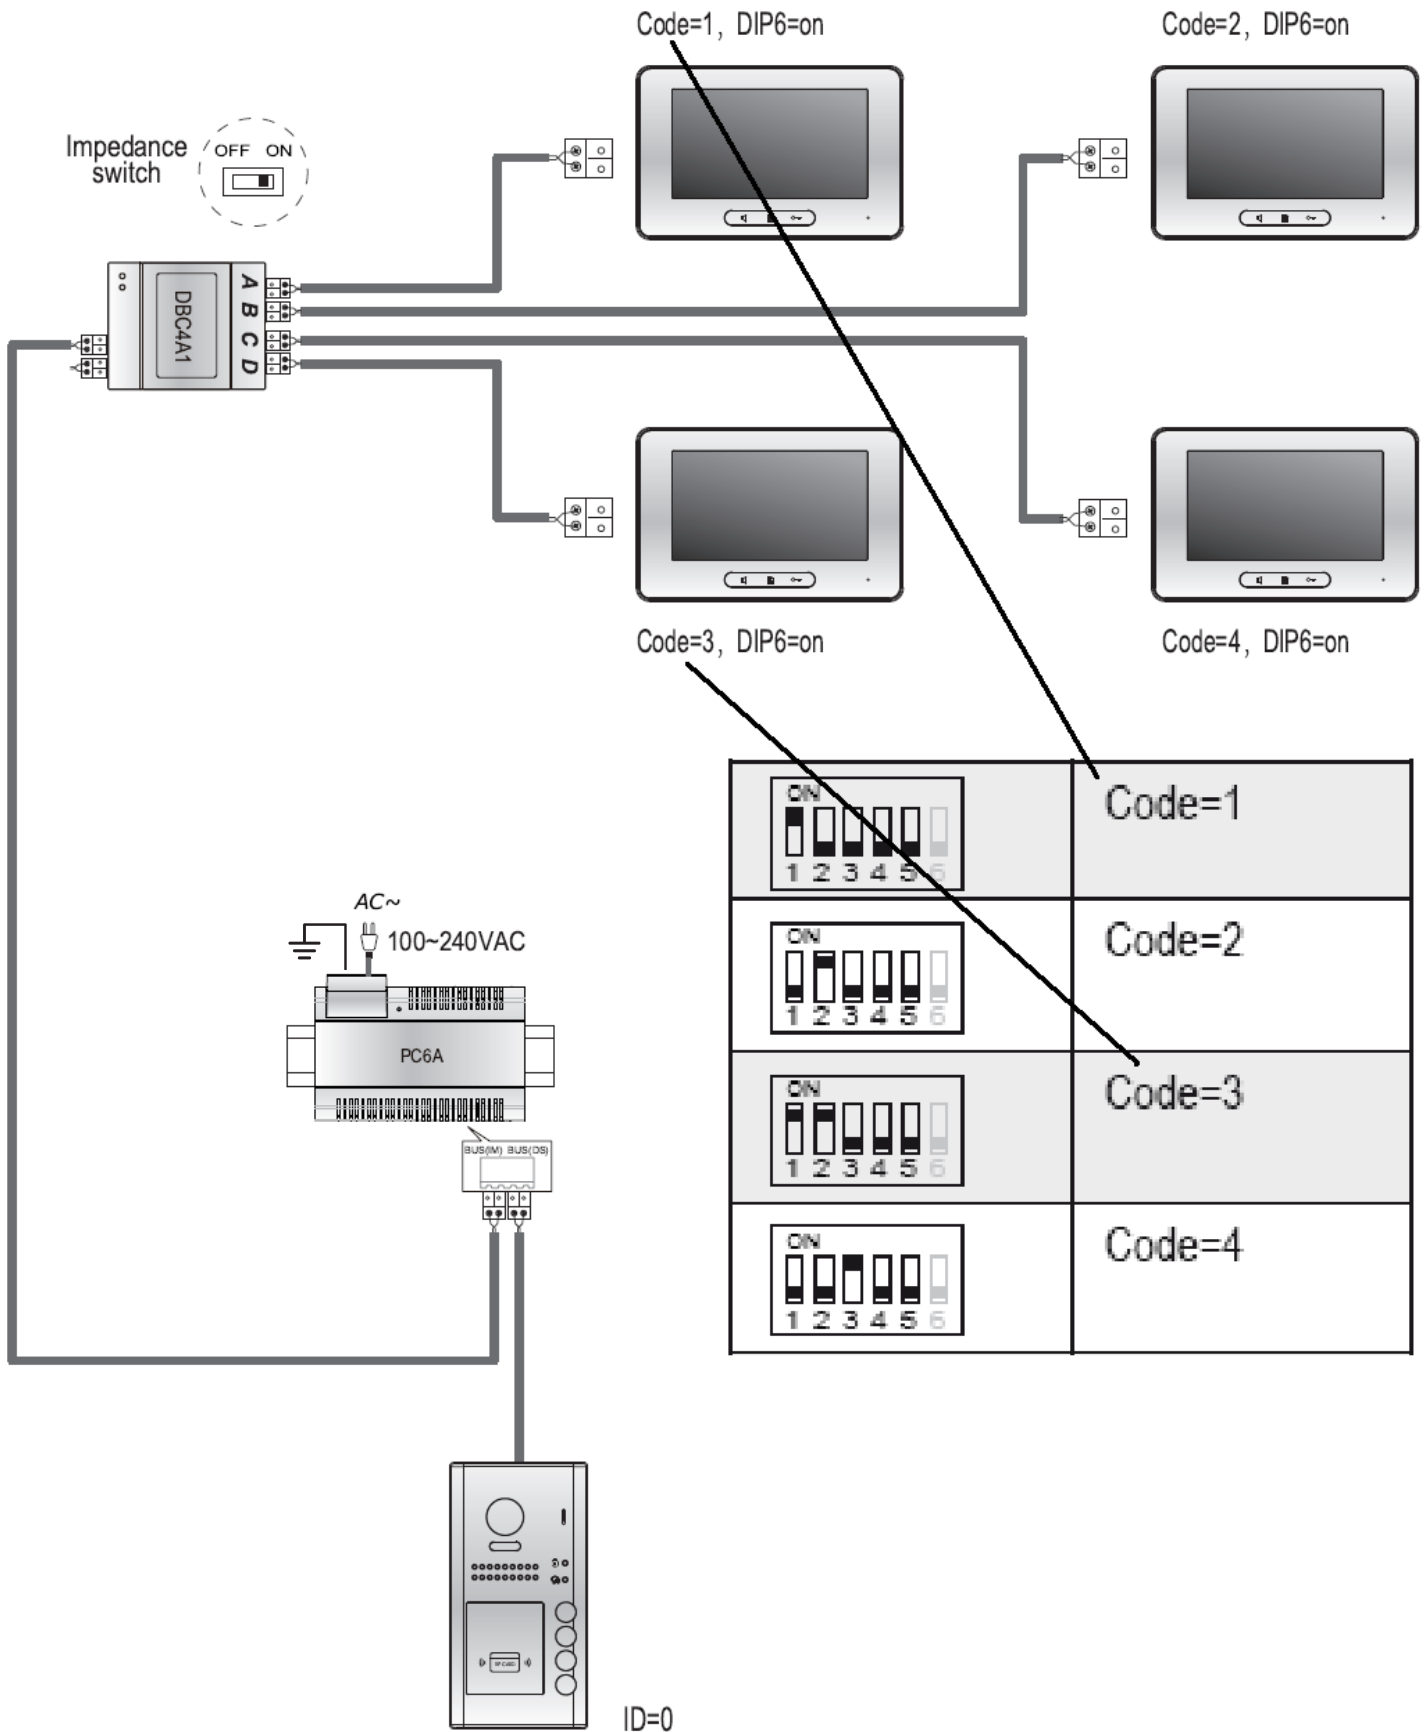 Code=1, DIP6=on
Code=2, DIP6=on
Impedance
switch
OFF ON
DBC4A1
A
B
C
D
Code=3, DIP6=on
Code=4, DIP6=on
ON
1 2 3 4 5 6
Code=1
ON
1 2 3 4 5 6
Code=2
ON
1 2 3 4 5 6
Code=3
ON
1 2 3 4 5 6
Code=4
AC~
100~240VAC
PC6A
BUS(IM) BUS(DS)
ID=0